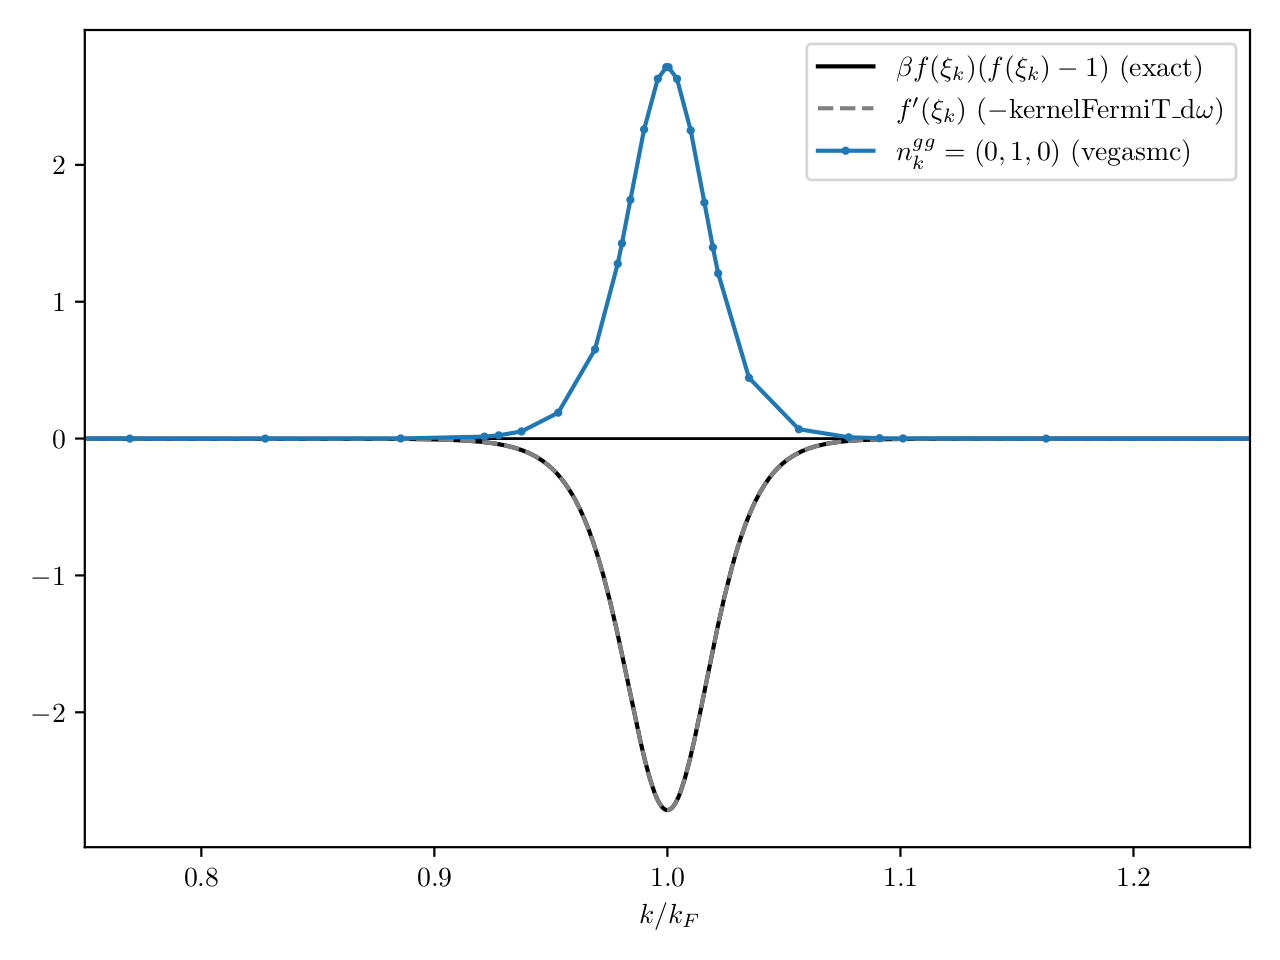 βf(ξ_k)(f(ξ_k) − 1) (exact)
f′(ξ_k) (−kernelFermiT_dω)
n_k^{gg} = (0, 1, 0) (vegasmc)
2
1
0
−1
−2
0.8 0.9 1.0 1.1 1.2
k/k_F